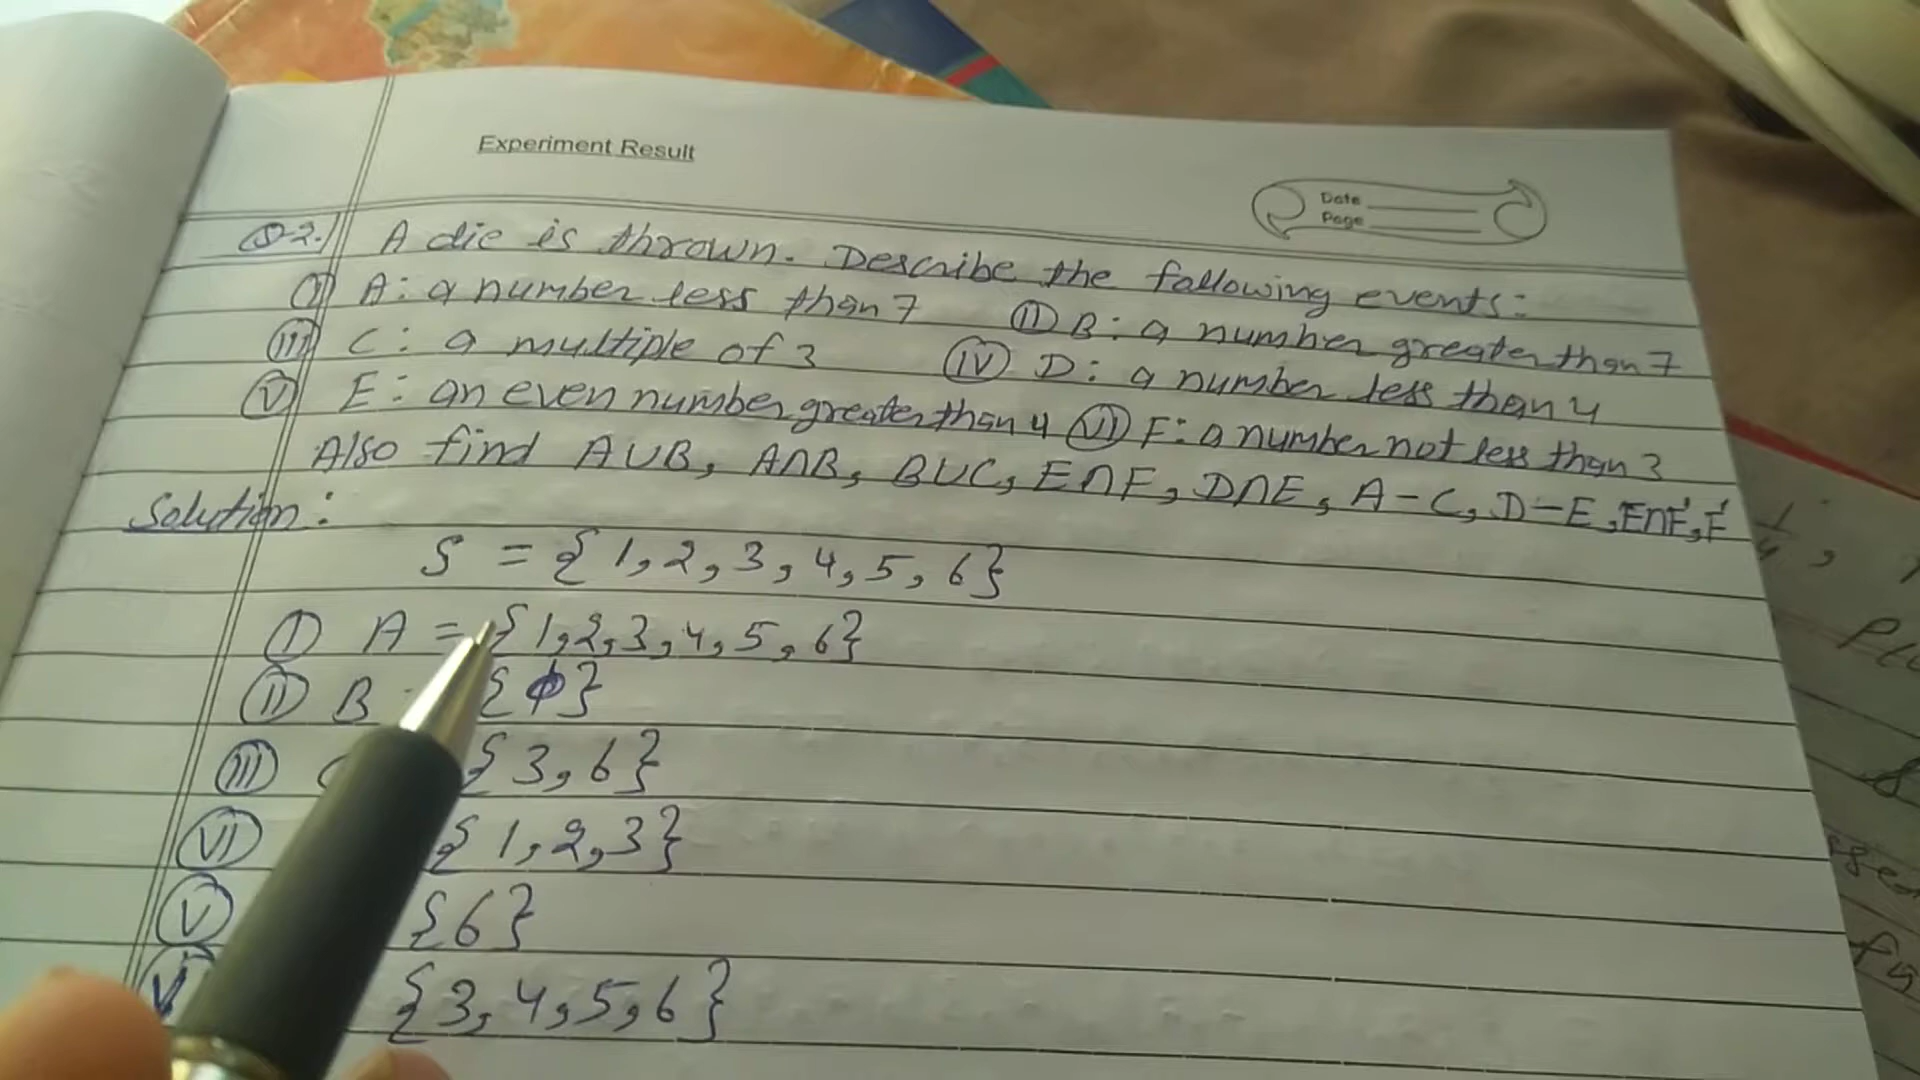 Experiment Result
Date
Page
Q-2. A die is thrown. Describe the following events:
(I) A: a number less than 7 (II) B: a number greater than 7
(III) C: a multiple of 3 (IV) D: a number less than 4
(V) E: an even number greater than 4 (VI) F: a number not less than 3
Also find A∪B, A∩B, B∪C, E∩F, D∩E, A-C, D-E, E∩F', F'
Solution:
S = {1, 2, 3, 4, 5, 6}
(I) A = {1, 2, 3, 4, 5, 6}
(II) B {ϕ}
(III) C {3, 6}
(VI) {1, 2, 3}
(V) {6}
{3, 4, 5, 6}
1/4,